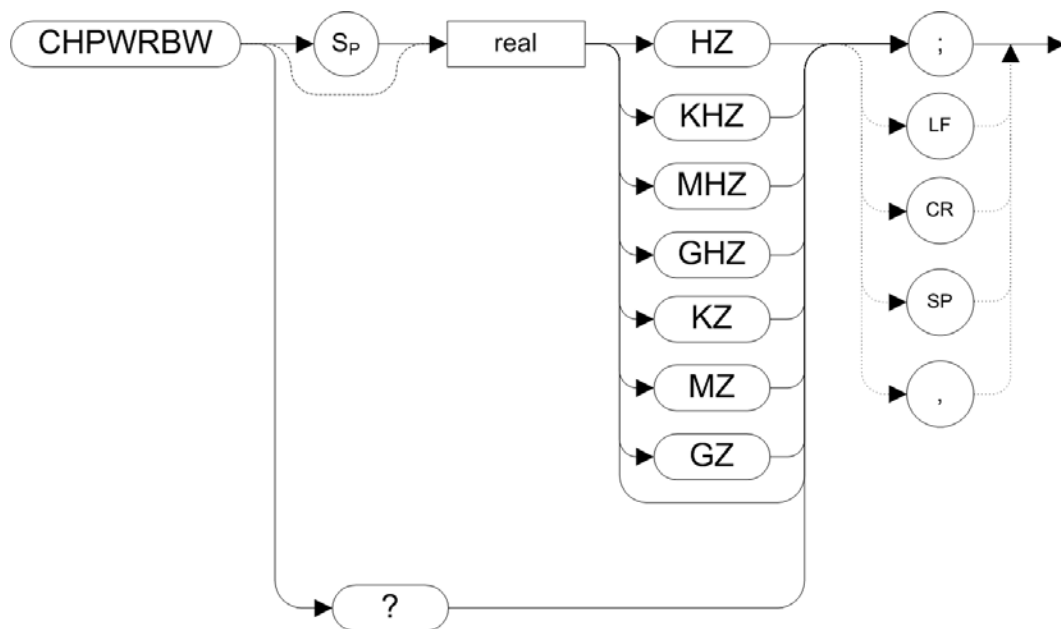 CHPWRBW SP real HZ ;
KHZ LF
MHZ CR
GHZ SP
KZ
MZ ,
GZ
?